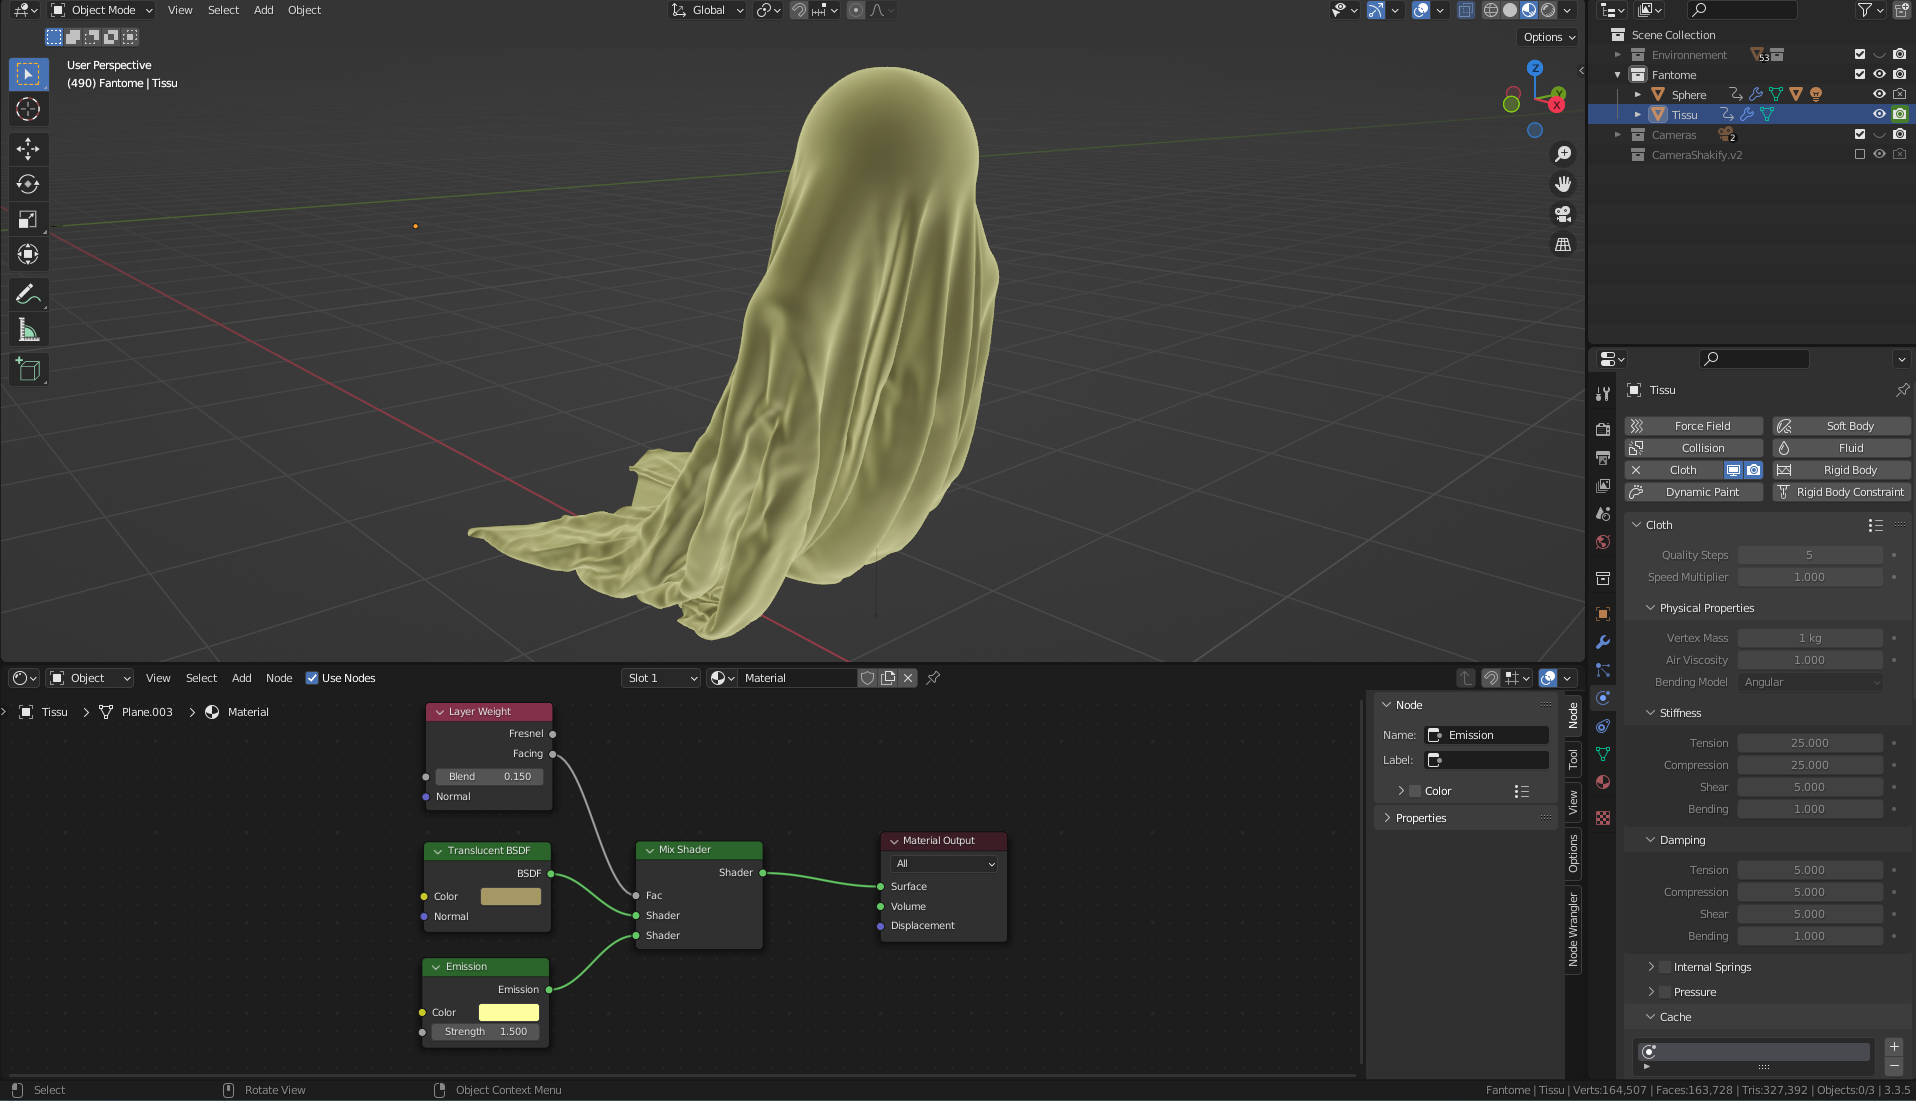 Object Mode View Select Add Object Global
Options
User Perspective
(490) Fantome | Tissu
Z
Y
X
Scene Collection
Environnement 53
Fantome
Sphere
Tissu
Cameras 2
CameraShakify.v2
Tissu
Force Field Soft Body
Collision Fluid
Cloth Rigid Body
Dynamic Paint Rigid Body Constraint
Cloth
Quality Steps 5
Speed Multiplier 1.000
Physical Properties
Vertex Mass 1 kg
Air Viscosity 1.000
Bending Model Angular
Stiffness
Tension 25.000
Compression 25.000
Shear 5.000
Bending 1.000
Damping
Tension 5.000
Compression 5.000
Shear 5.000
Bending 1.000
Internal Springs
Pressure
Cache
Object View Select Add Node Use Nodes Slot 1 Material
Tissu > Plane.003 > Material
Layer Weight
Fresnel
Facing
Blend 0.150
Normal
Translucent BSDF
BSDF
Color
Normal
Emission
Emission
Color
Strength 1.500
Mix Shader
Shader
Fac
Shader
Shader
Material Output
All
Surface
Volume
Displacement
Node
Name: Emission
Label:
Color
Properties
Node
Tool
View
Options
Node Wrangler
Select Rotate View Object Context Menu Fantome | Tissu | Verts:164,507 | Faces:163,728 | Tris:327,392 | Objects:0/3 | 3.3.5